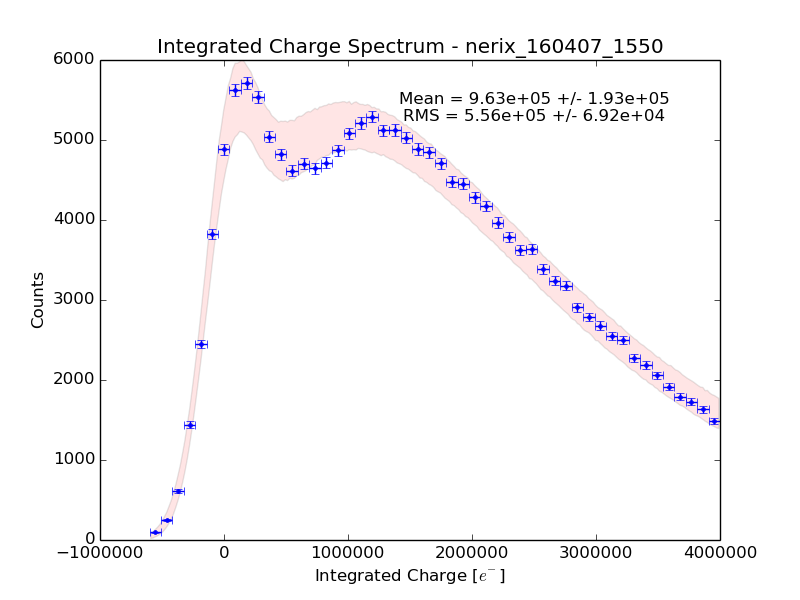 Integrated Charge Spectrum - nerix_160407_1550
6000
Mean = 9.63e+05 +/- 1.93e+05
RMS = 5.56e+05 +/- 6.92e+04
5000
4000
Counts
3000
2000
1000
0
−1000000 0 1000000 2000000 3000000 4000000
Integrated Charge [e⁻]